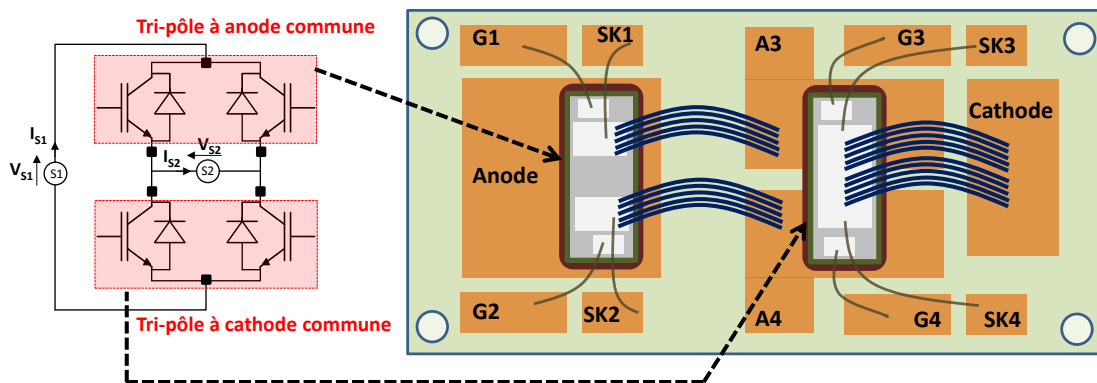 Tri-pôle à anode commune
I_S1
V_S1
S1
V_S2
I_S2
S2
Tri-pôle à cathode commune
G1
SK1
A3
G3
SK3
Anode
Cathode
G2
SK2
A4
G4
SK4